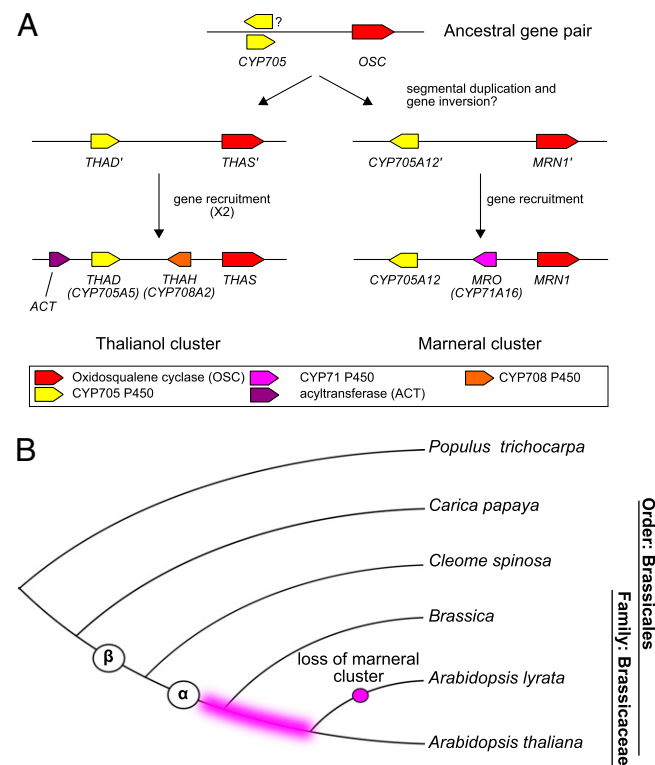 A
Ancestral gene pair
?
CYP705
OSC
segmental duplication and
gene inversion?
THAD'
THAS'
CYP705A12'
MRN1'
gene recruitment
(X2)
gene recruitment
ACT
THAD
(CYP705A5)
THAH
(CYP708A2)
THAS
CYP705A12
MRO
(CYP71A16)
MRN1
Thalianol cluster
Marneral cluster
Oxidosqualene cyclase (OSC)
CYP71 P450
CYP708 P450
CYP705 P450
acyltransferase (ACT)
B
Populus trichocarpa
Carica papaya
Cleome spinosa
Brassica
loss of marneral
cluster
Arabidopsis lyrata
Arabidopsis thaliana
β
α
Order: Brassicales
Family: Brassicaceae